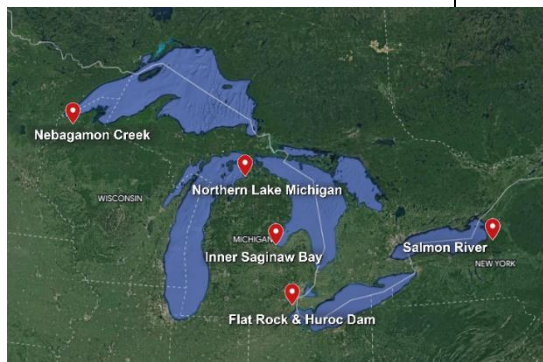 Nebagamon Creek
Northern Lake Michigan
WISCONSIN
MICHIGAN
Salmon River
Inner Saginaw Bay
NEW YORK
Flat Rock & Huroc Dam